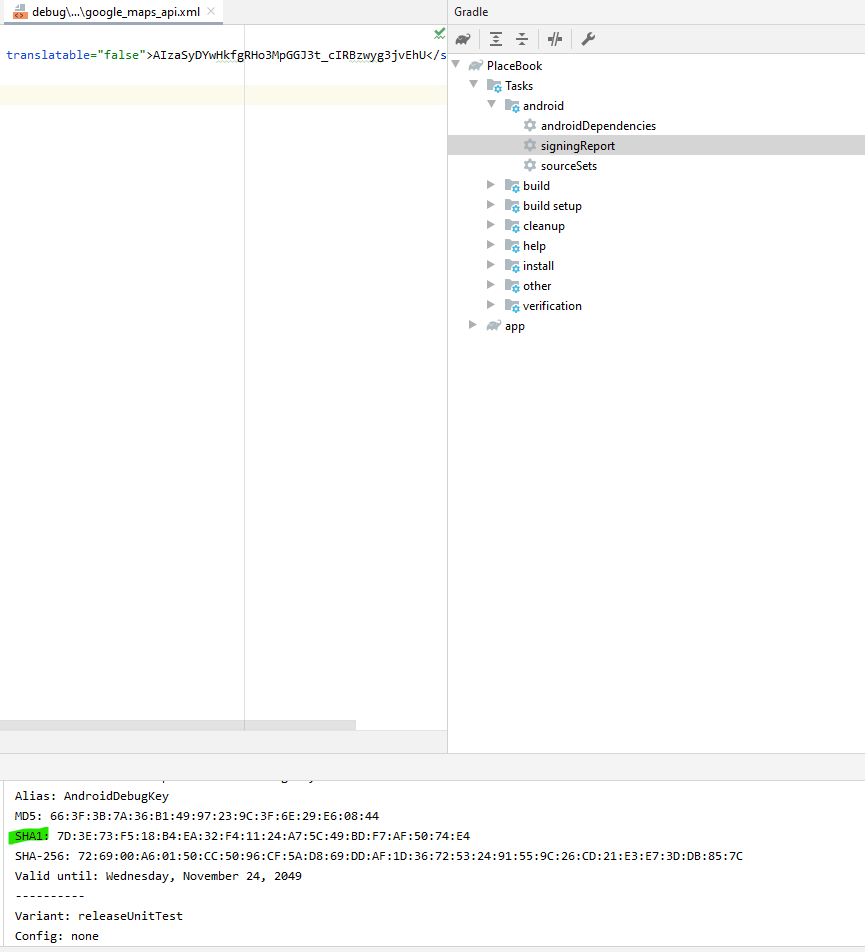 debug\...\google_maps_api.xml
Gradle
translatable="false">AIzaSyDYwHkfgRHo3MpGGJ3t_cIRBzwyg3jvEhU</s
PlaceBook
Tasks
android
androidDependencies
signingReport
sourceSets
build
build setup
cleanup
help
install
other
verification
app
Alias: AndroidDebugKey
MD5: 66:3F:3B:7A:36:B1:49:97:23:9C:3F:6E:29:E6:08:44
SHA1: 7D:3E:73:F5:18:B4:EA:32:F4:11:24:A7:5C:49:BD:F7:AF:50:74:E4
SHA-256: 72:69:00:A6:01:50:CC:50:96:CF:5A:D8:69:DD:AF:1D:36:72:53:24:91:55:9C:26:CD:21:E3:E7:3D:DB:85:7C
Valid until: Wednesday, November 24, 2049
----------
Variant: releaseUnitTest
Config: none